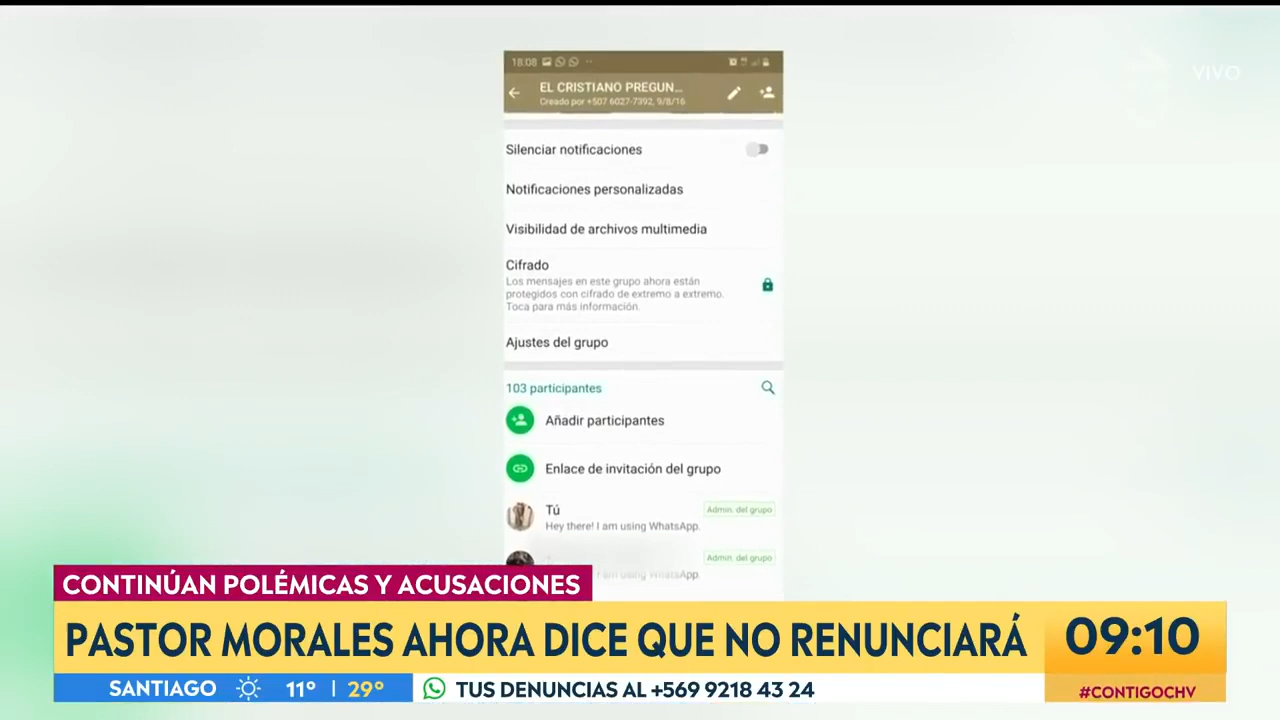 VIVO
18:08
EL CRISTIANO PREGUN...
Creado por +507 6027-7392, 9/8/16
Silenciar notificaciones
Notificaciones personalizadas
Visibilidad de archivos multimedia
Cifrado
Los mensajes en este grupo ahora están
protegidos con cifrado de extremo a extremo.
Toca para más información.
Ajustes del grupo
103 participantes
Añadir participantes
Enlace de invitación del grupo
Tú
Admin. del grupo
Hey there! I am using WhatsApp.
Admin. del grupo
I am using WhatsApp.
CONTINÚAN POLÉMICAS Y ACUSACIONES
PASTOR MORALES AHORA DICE QUE NO RENUNCIARÁ
09:10
SANTIAGO 11° | 29°
TUS DENUNCIAS AL +569 9218 43 24
#CONTIGOCHV